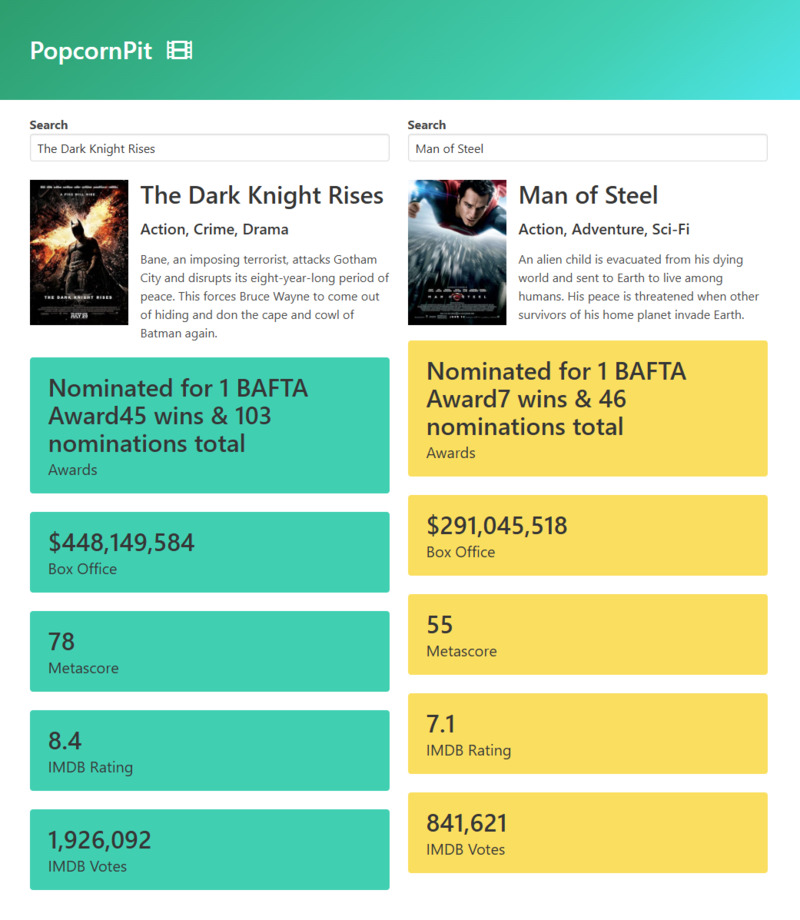 PopcornPit
Search
The Dark Knight Rises
The Dark Knight Rises
Action, Crime, Drama
Bane, an imposing terrorist, attacks Gotham
City and disrupts its eight-year-long period of
peace. This forces Bruce Wayne to come out
of hiding and don the cape and cowl of
Batman again.
THE DARK KNIGHT RISES
Nominated for 1 BAFTA
Award45 wins & 103
nominations total
Awards
$448,149,584
Box Office
78
Metascore
8.4
IMDB Rating
1,926,092
IMDB Votes
Search
Man of Steel
Man of Steel
Action, Adventure, Sci-Fi
An alien child is evacuated from his dying
world and sent to Earth to live among
humans. His peace is threatened when other
survivors of his home planet invade Earth.
MAN OF STEEL
Nominated for 1 BAFTA
Award7 wins & 46
nominations total
Awards
$291,045,518
Box Office
55
Metascore
7.1
IMDB Rating
841,621
IMDB Votes